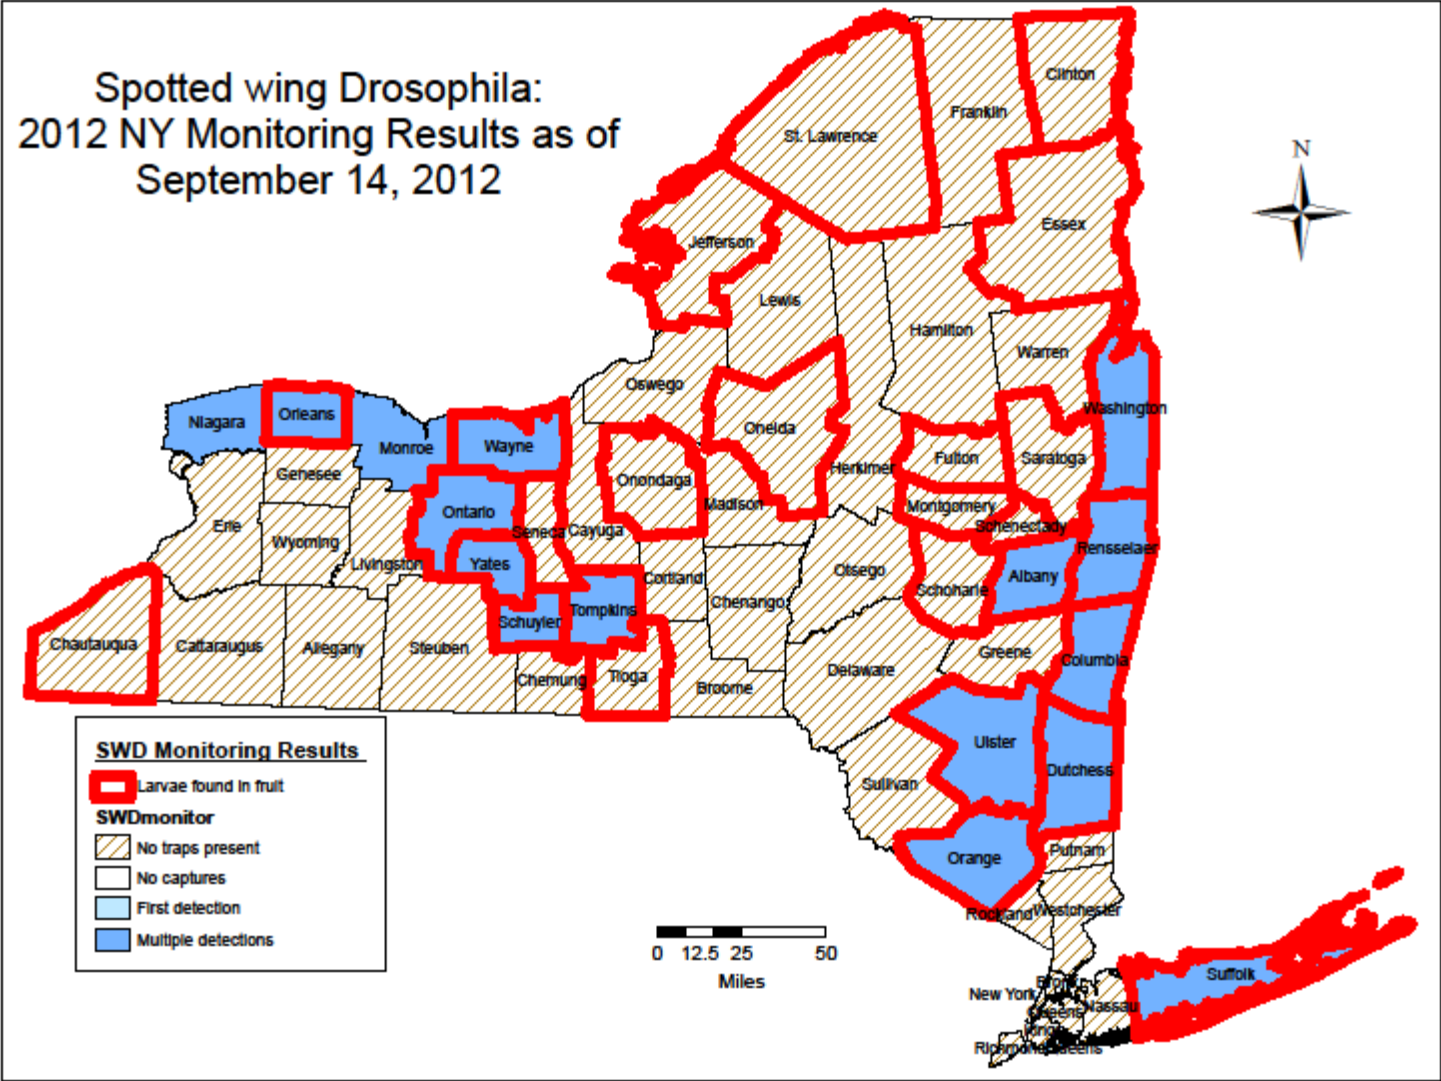 Spotted wing Drosophila:
2012 NY Monitoring Results as of
September 14, 2012
N
Clinton
Franklin
St. Lawrence
Essex
Jefferson
Lewis
Hamilton
Warren
Oswego
Washington
Niagara
Orleans
Monroe
Wayne
Oneida
Herkimer
Fulton
Saratoga
Genesee
Onondaga
Madison
Montgomery
Erie
Wyoming
Livingston
Ontario
Seneca
Cayuga
Schenectady
Rensselaer
Yates
Cortland
Chenango
Otsego
Schoharie
Albany
Schuyler
Tompkins
Chautauqua
Cattaraugus
Allegany
Steuben
Chemung
Tioga
Broome
Delaware
Greene
Columbia
Ulster
Dutchess
Sullivan
Orange
Putnam
Rockland
Westchester
Suffolk
New York
Bronx
Queens
Nassau
Kings
Richmond
Queens
SWD Monitoring Results
Larvae found in fruit
SWDmonitor
No traps present
No captures
First detection
Multiple detections
0 12.5 25 50
Miles